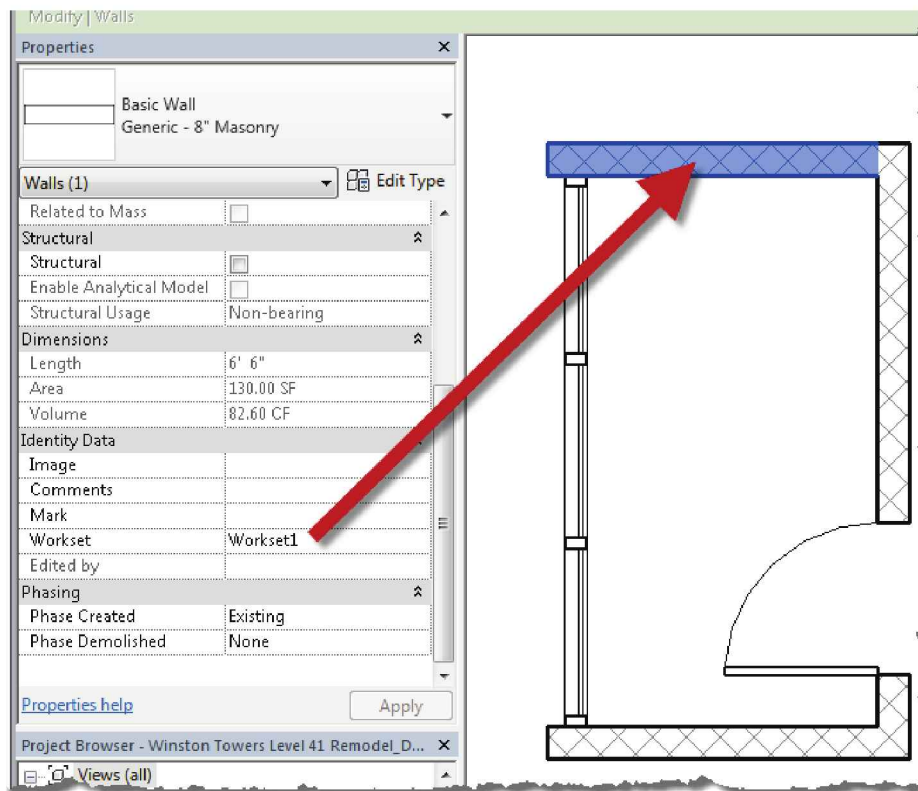 Modify | Walls
Properties
Basic Wall
Generic - 8" Masonry
Walls (1)
Edit Type
Related to Mass
Structural
Structural
Enable Analytical Model
Structural Usage Non-bearing
Dimensions
Length 6' 6"
Area 130.00 SF
Volume 82.60 CF
Identity Data
Image
Comments
Mark
Workset Workset1
Edited by
Phasing
Phase Created Existing
Phase Demolished None
Properties help
Apply
Project Browser - Winston Towers Level 41 Remodel_D...
Views (all)